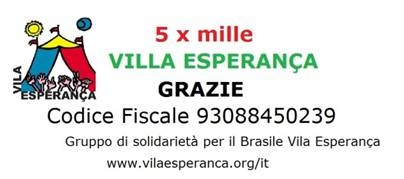 5 x mille
VILLA ESPERANÇA
GRAZIE
VILA
ESPERANÇA
Codice Fiscale 93088450239
Gruppo di solidarietà per il Brasile Vila Esperança
www.vilaesperanca.org/it